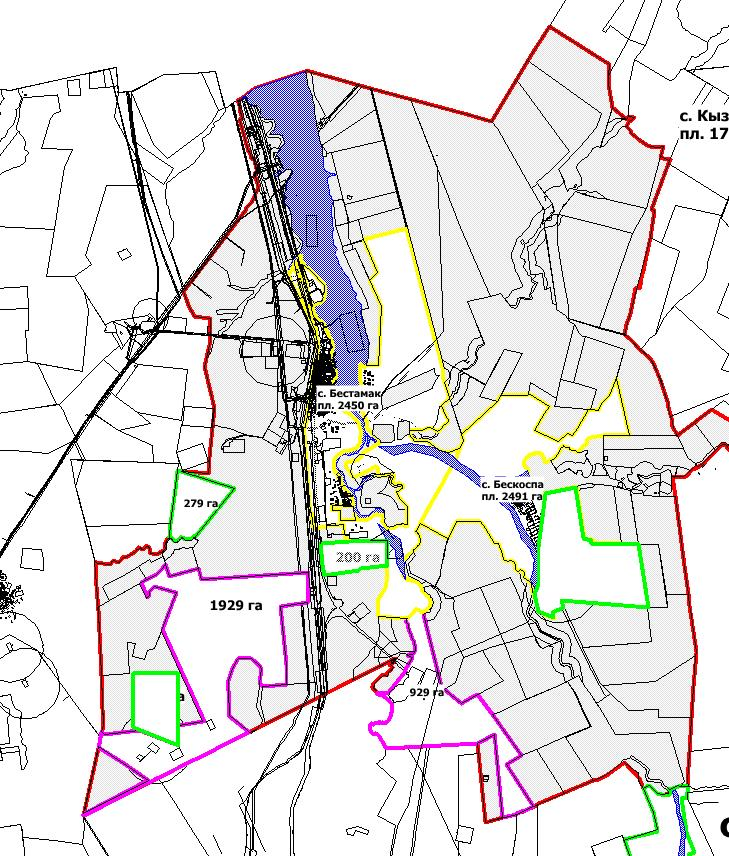 с. Кыз
пл. 17
с. Бестамак
пл. 2450 га
с. Бескоспа
пл. 2491 га
279 га
200 га
1929 га
а
929 га